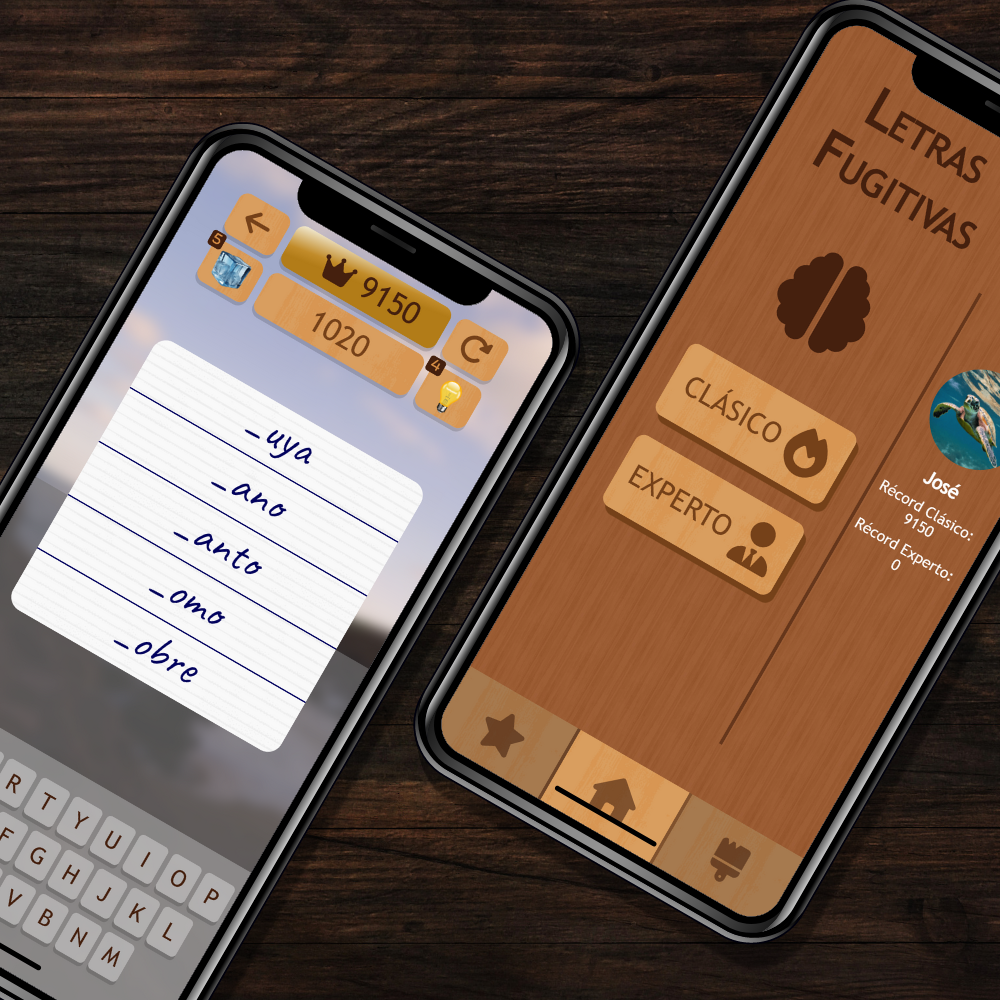 5
9150
1020
4
_uya
_ano
_anto
_omo
_obre
R T Y U I O P
F G H J K L
V B N M
LETRAS
FUGITIVAS
CLÁSICO
EXPERTO
José
Récord Clásico:
9150
Récord Experto:
0